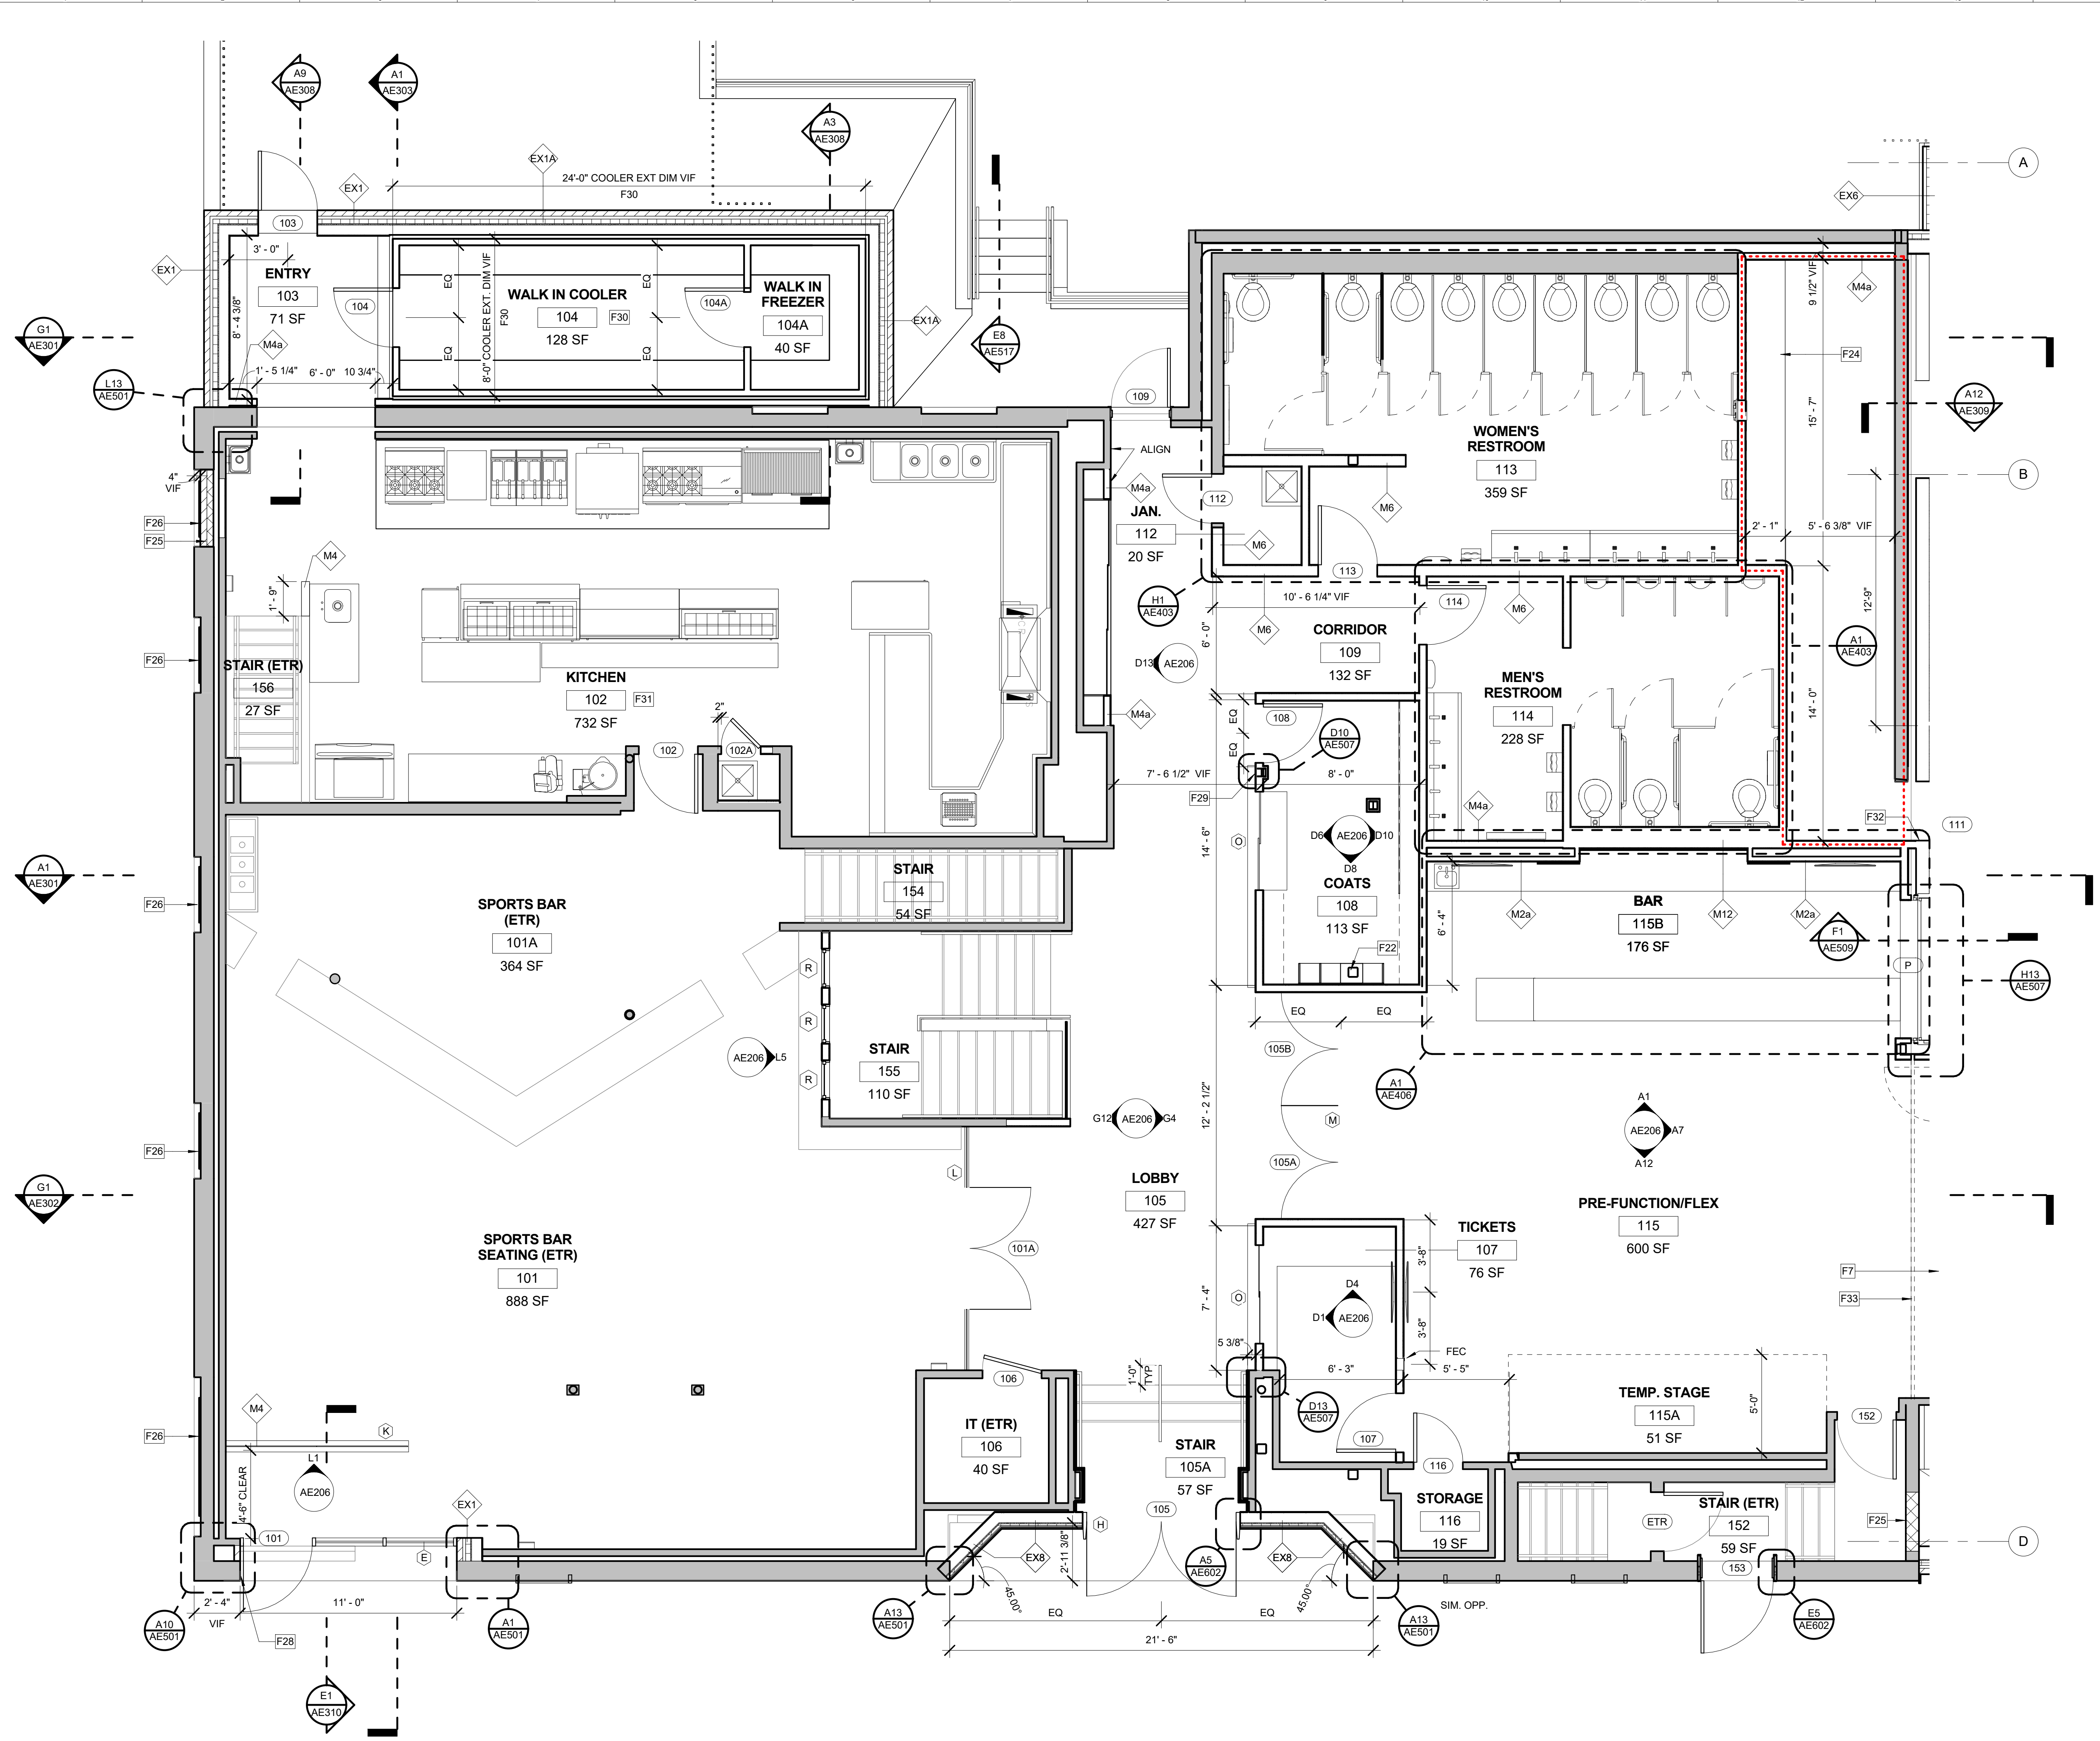 A9
AE308
A1
AE303
A3
AE308
A
EX1A
24'-0" COOLER EXT DIM VIF
F30
EX1
EX6
103
3' - 0"
EX1
ENTRY
103
71 SF
8' - 4 3/8"
104
M4a
1' - 5 1/4"
6' - 0"
10 3/4"
EQ
EQ
8'-0" COOLER EXT. DIM VIF
F30
WALK IN COOLER
104
F30
128 SF
EQ
EQ
104A
WALK IN
FREEZER
104A
40 SF
EX1A
E8
AE517
G1
AE301
L13
AE501
109
ALIGN
M4a
JAN.
112
20 SF
112
M6
M6
WOMEN'S
RESTROOM
113
359 SF
9 1/2" VIF
M4a
F24
15' - 7"
A12
AE309
B
2' - 1"
5' - 6 3/8" VIF
12'-9"
4"
VIF
F26
F25
M4
1' - 9"
H1
AE403
113
10' - 6 1/4" VIF
114
M6
M6
CORRIDOR
109
132 SF
6' - 0"
D13
AE206
A1
AE403
F26
STAIR (ETR)
156
27 SF
KITCHEN
102
F31
732 SF
2"
102
102A
M4a
MEN'S
RESTROOM
114
228 SF
14' - 0"
EQ
EQ
108
D10
AE507
7' - 6 1/2" VIF
8' - 0"
F29
M4a
F32
111
O
D6
AE206
D10
D8
14' - 6"
COATS
108
113 SF
F22
A1
AE301
F26
STAIR
154
54 SF
SPORTS BAR
(ETR)
101A
364 SF
6' - 4"
M2a
BAR
115B
176 SF
M12
M2a
F1
AE509
P
H13
AE507
R
R
R
EQ
EQ
AE206
L5
STAIR
155
110 SF
105B
A1
AE406
12' - 2 1/2"
G12
AE206
G4
M
A1
AE206
A7
A12
F26
105A
G1
AE302
L
LOBBY
105
427 SF
PRE-FUNCTION/FLEX
115
600 SF
TICKETS
107
76 SF
SPORTS BAR
SEATING (ETR)
101
888 SF
101A
3'-8"
3'-8"
F7
F33
O
7' - 4"
D4
D1
AE206
5 3/8"
FEC
6' - 3"
5' - 5"
106
1'-0"
TYP
TEMP. STAGE
115A
51 SF
5'-0"
152
M4
K
F26
L1
AE206
4'-6" CLEAR
IT (ETR)
106
40 SF
D13
AE507
107
STAIR
105A
57 SF
116
STORAGE
116
19 SF
EX1
101
E
105
H
2'-11 3/8"
EX8
EX8
A5
AE602
ETR
STAIR (ETR)
152
59 SF
F25
D
153
45.00°
45.00°
2' - 4"
VIF
11' - 0"
A10
AE501
F28
A1
AE501
A13
AE501
EQ
EQ
21' - 6"
SIM. OPP.
A13
AE501
E5
AE602
E1
AE310